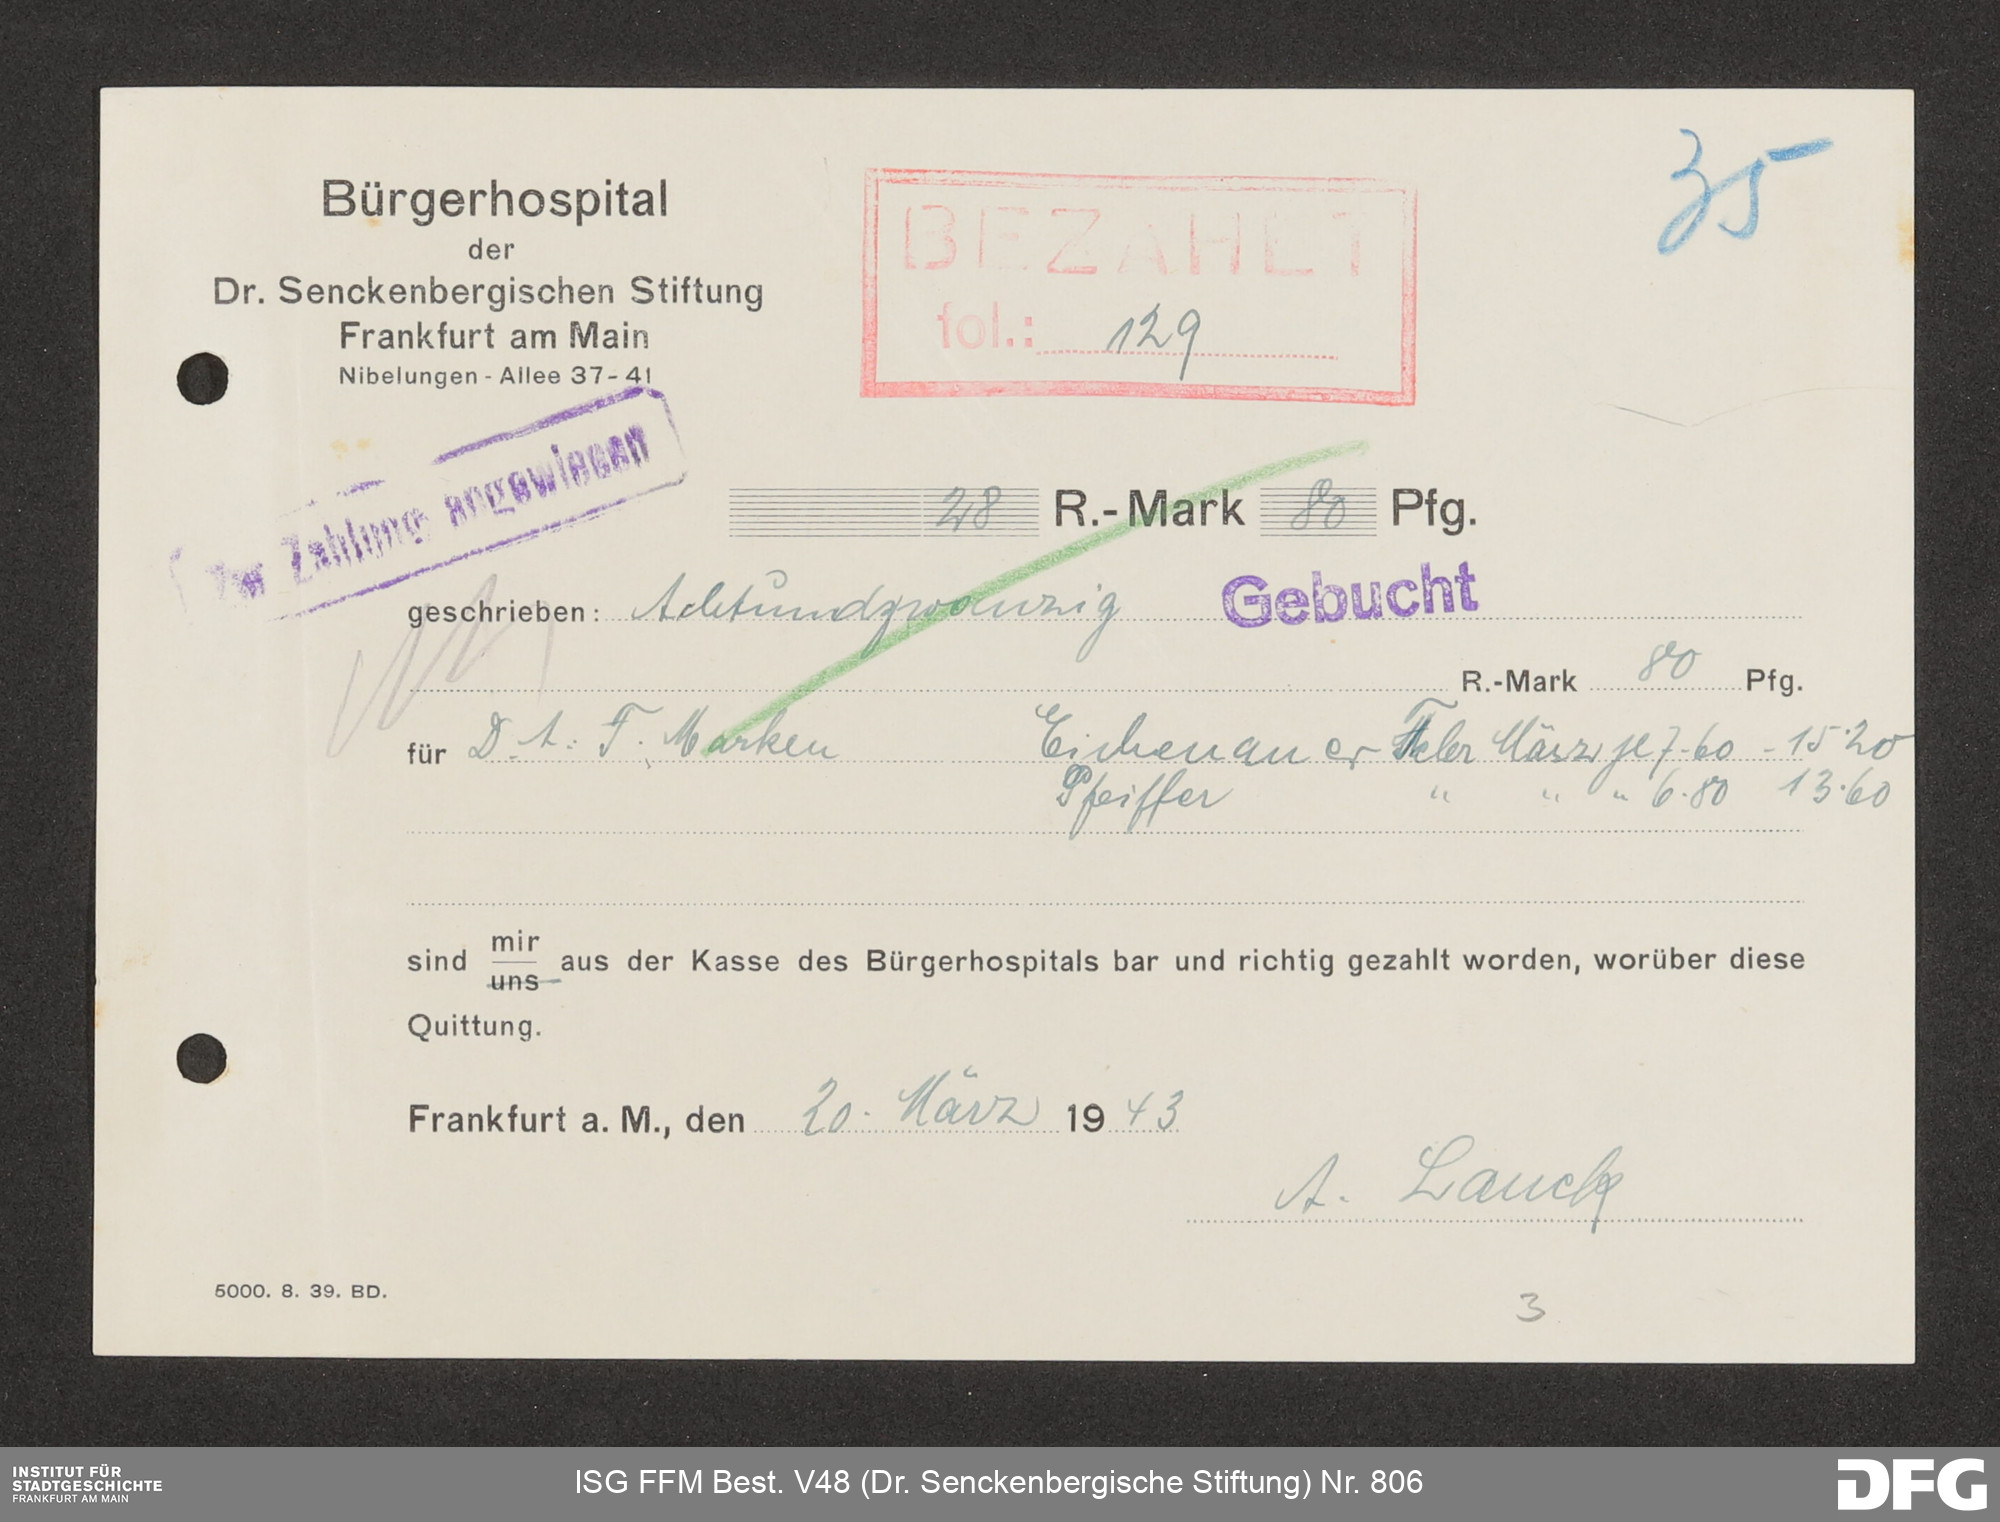 35
Bürgerhospital
der
Dr. Senckenbergischen Stiftung
Frankfurt am Main
Nibelungen - Allee 37-41
BEZAHLT
fol.: 129
Zur Zahlung angewiesen
28 R.-Mark 80 Pfg.
geschrieben: Achtundzwanzig
Gebucht
R.-Mark 80 Pfg.
für D. A. F. Marken Eichenauer Febr März je 7.60 - 15.20
Pfeiffer " " " 6.80 13.60
sind mir uns aus der Kasse des Bürgerhospitals bar und richtig gezahlt worden, worüber diese
Quittung.
Frankfurt a. M., den 20. März 1943
A. Lauck
5000. 8. 39. BD.
3
INSTITUT FÜR
STADTGESCHICHTE
FRANKFURT AM MAIN
ISG FFM Best. V48 (Dr. Senckenbergische Stiftung) Nr. 806
DFG